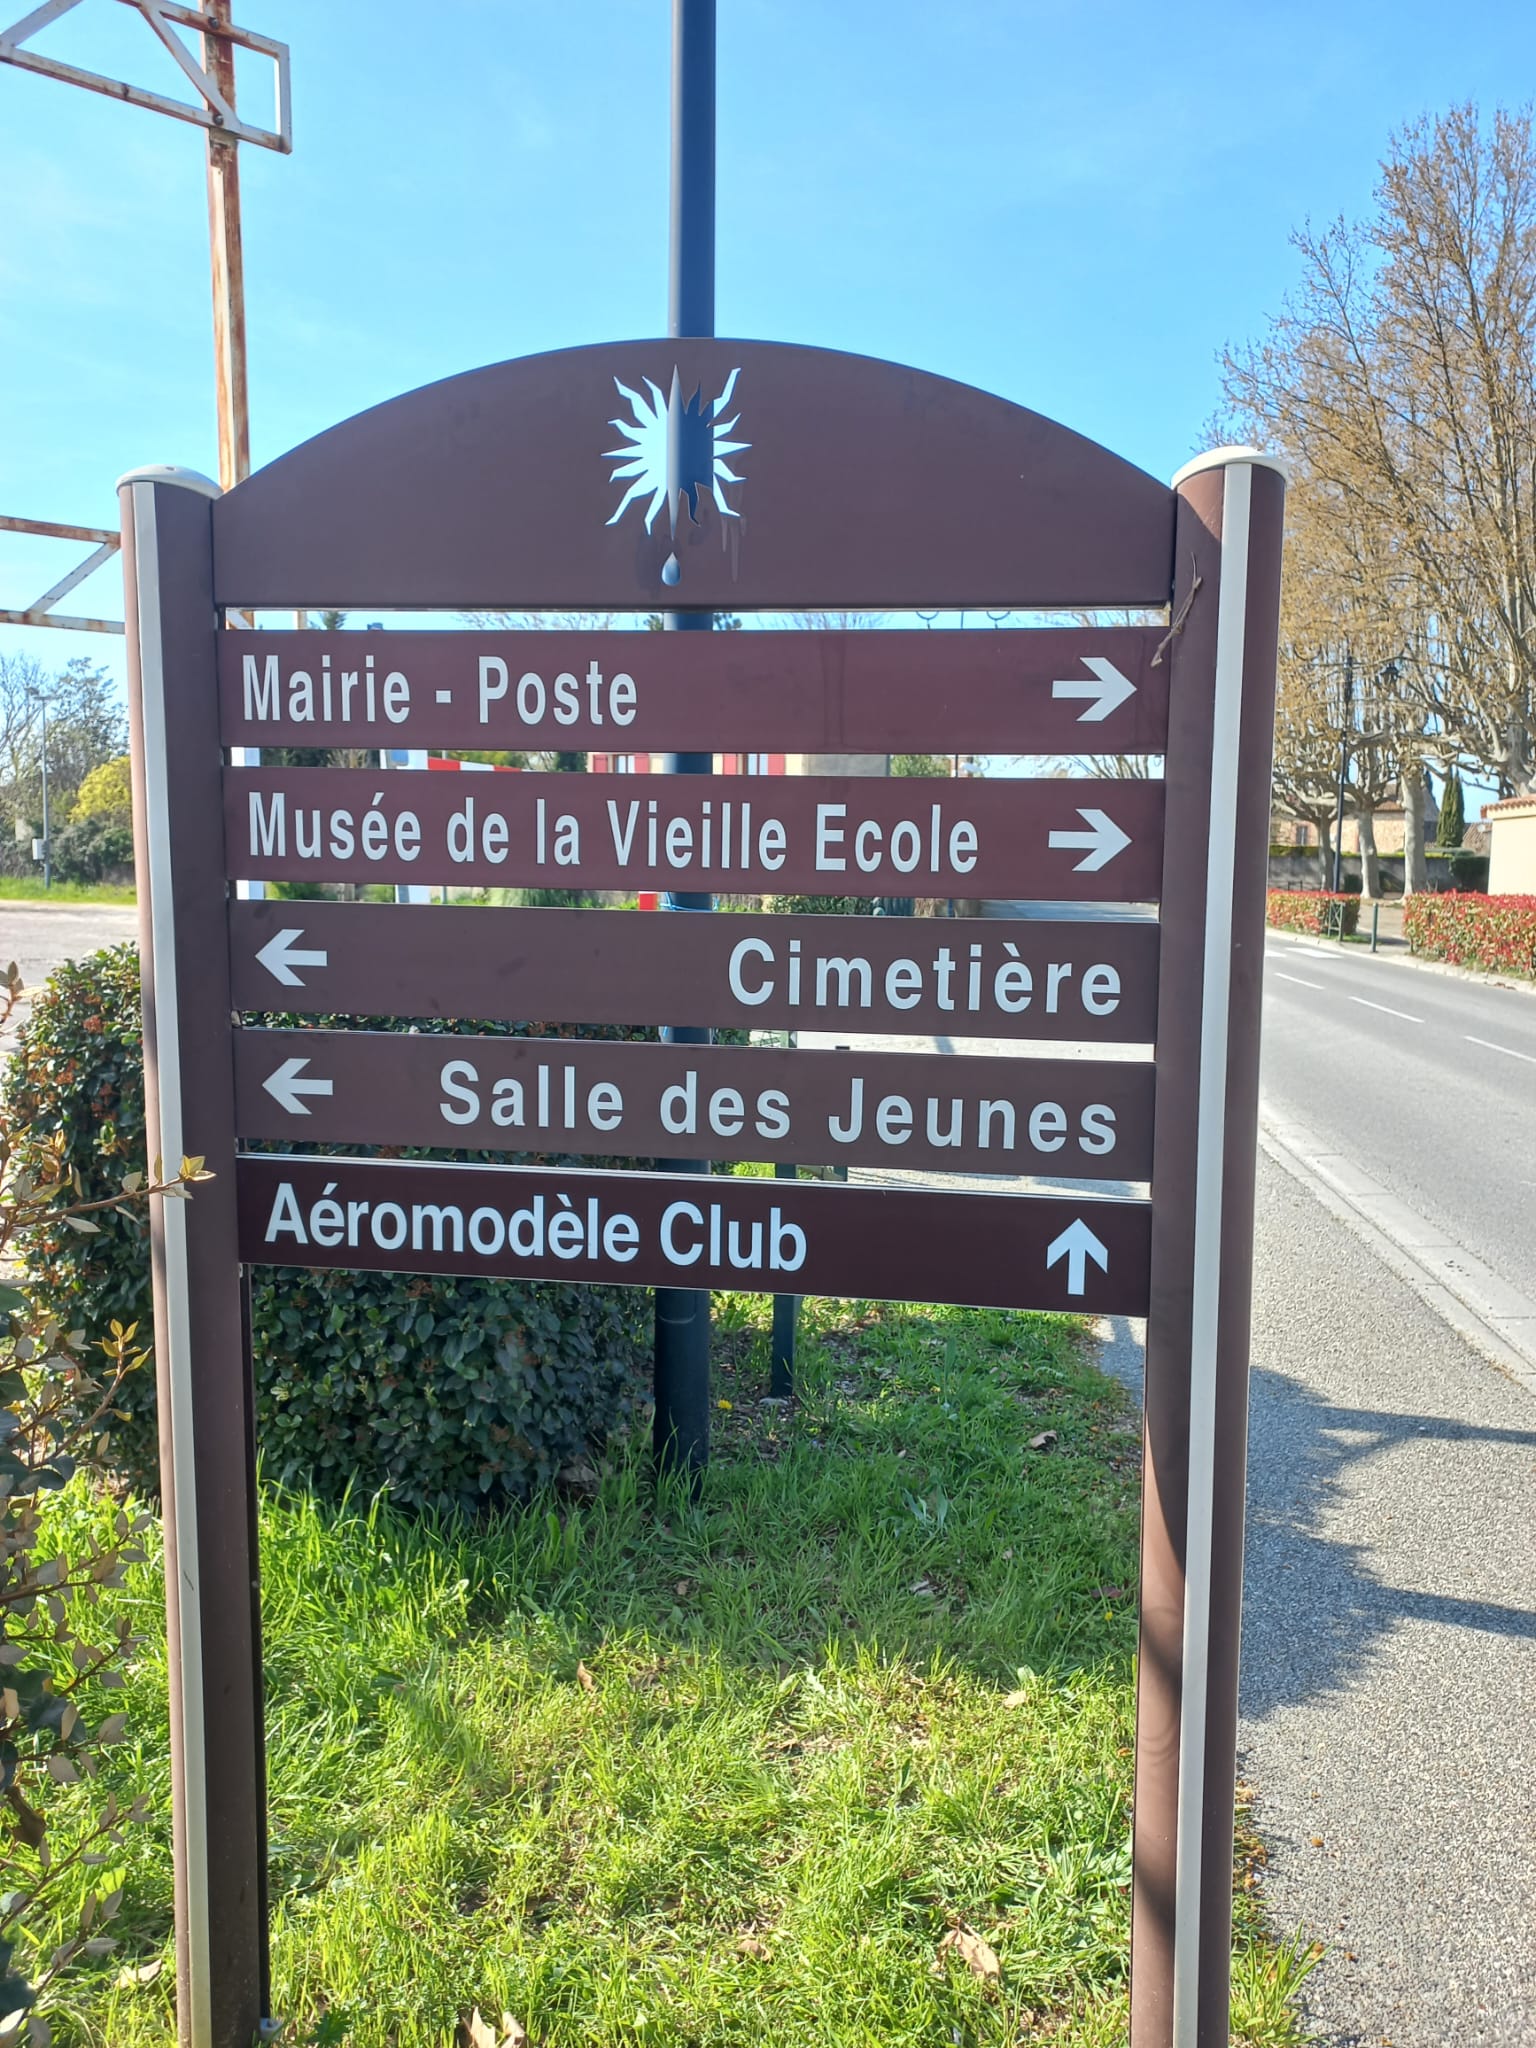 Mairie - Poste →
Musée de la Vieille Ecole →
← Cimetière
← Salle des Jeunes
Aéromodèle Club ↑